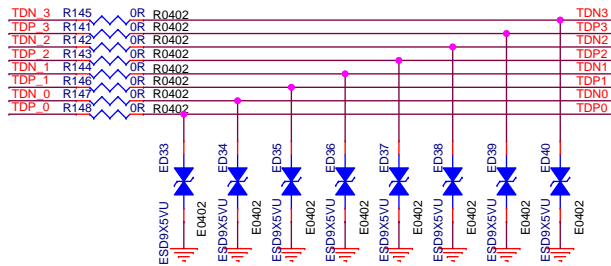 TDN_3 R145 0R R0402 TDN3
TDP_3 R141 0R R0402 TDP3
TDN_2 R142 0R R0402 TDN2
TDP_2 R143 0R R0402 TDP2
TDN_1 R144 0R R0402 TDN1
TDP_1 R146 0R R0402 TDP1
TDN_0 R147 0R R0402 TDN0
TDP_0 R148 0R R0402 TDP0
ED33 ED34 ED35 ED36 ED37 ED38 ED39 ED40
ESD9X5VU E0402 ESD9X5VU E0402 ESD9X5VU E0402 ESD9X5VU E0402 ESD9X5VU E0402 ESD9X5VU E0402 ESD9X5VU E0402 ESD9X5VU E0402